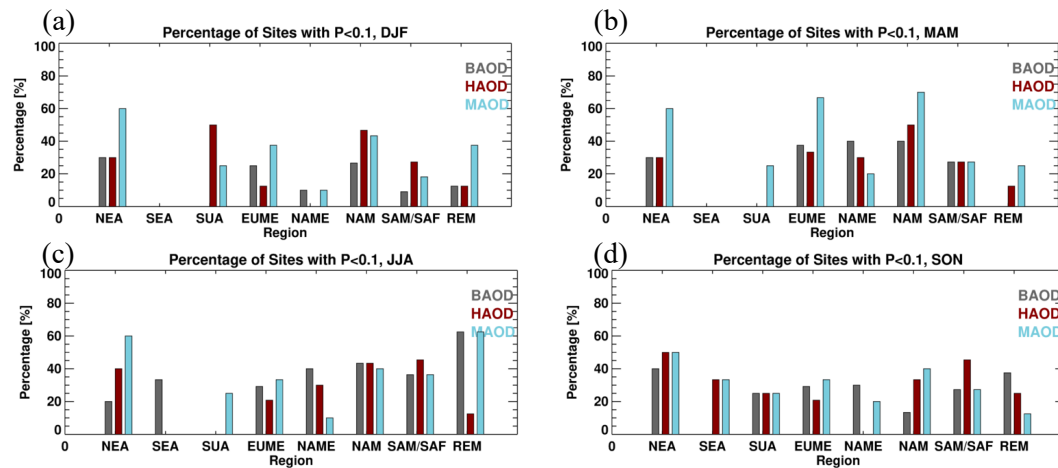 (a)
Percentage of Sites with P<0.1, DJF
100
80
60
40
20
0
Percentage [%]
BAOD
HAOD
MAOD
0 NEA SEA SUA EUME NAME NAM SAM/SAF REM
Region
(b)
Percentage of Sites with P<0.1, MAM
100
80
60
40
20
0
Percentage [%]
BAOD
HAOD
MAOD
0 NEA SEA SUA EUME NAME NAM SAM/SAF REM
Region
(c)
Percentage of Sites with P<0.1, JJA
100
80
60
40
20
0
Percentage [%]
BAOD
HAOD
MAOD
0 NEA SEA SUA EUME NAME NAM SAM/SAF REM
Region
(d)
Percentage of Sites with P<0.1, SON
100
80
60
40
20
0
Percentage [%]
BAOD
HAOD
MAOD
0 NEA SEA SUA EUME NAME NAM SAM/SAF REM
Region